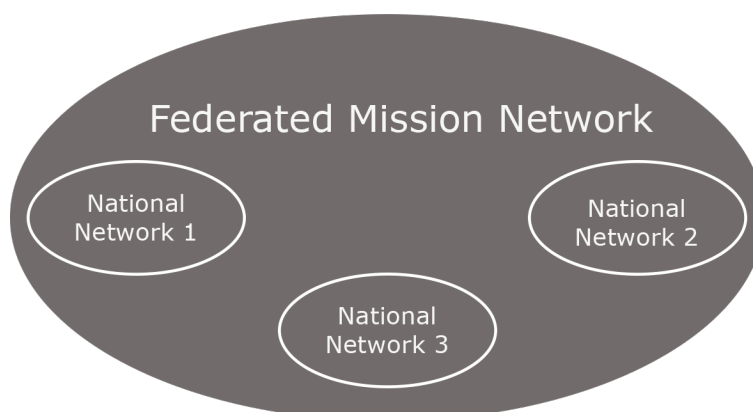 Federated Mission Network
National
Network 1
National
Network 2
National
Network 3